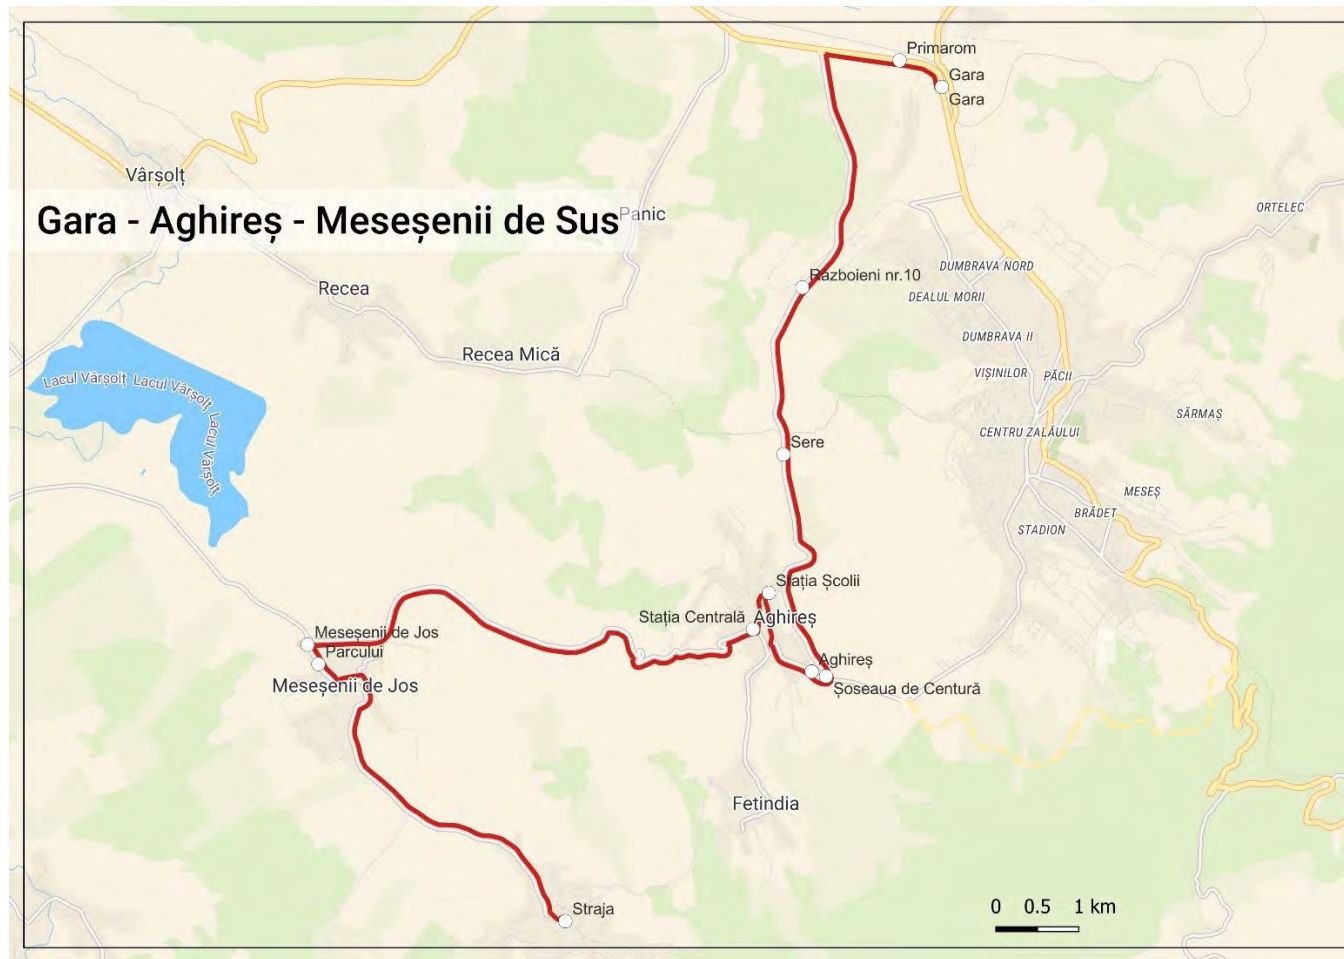 Primarom
Gara
Gara
Vârșolț
Gara - Aghireș - Meseșenii de Sus
Panic
ORTELEC
Recea
Războieni nr.10
DUMBRAVA NORD
DEALUL MORII
Recea Mică
DUMBRAVA II
VIȘINILOR
PĂCII
Lacul Vârșolț
Lacul Vârșolț
Lacul Vârșolț
SĂRMAȘ
CENTRU ZALĂULUI
Sere
MESEȘ
BRĂDET
STADION
Stația Școlii
Stația Centrală
Aghireș
Meseșenii de Jos
Parcului
Aghireș
Meseșenii de Jos
Șoseaua de Centură
Fetindia
Straja
0 0.5 1 km